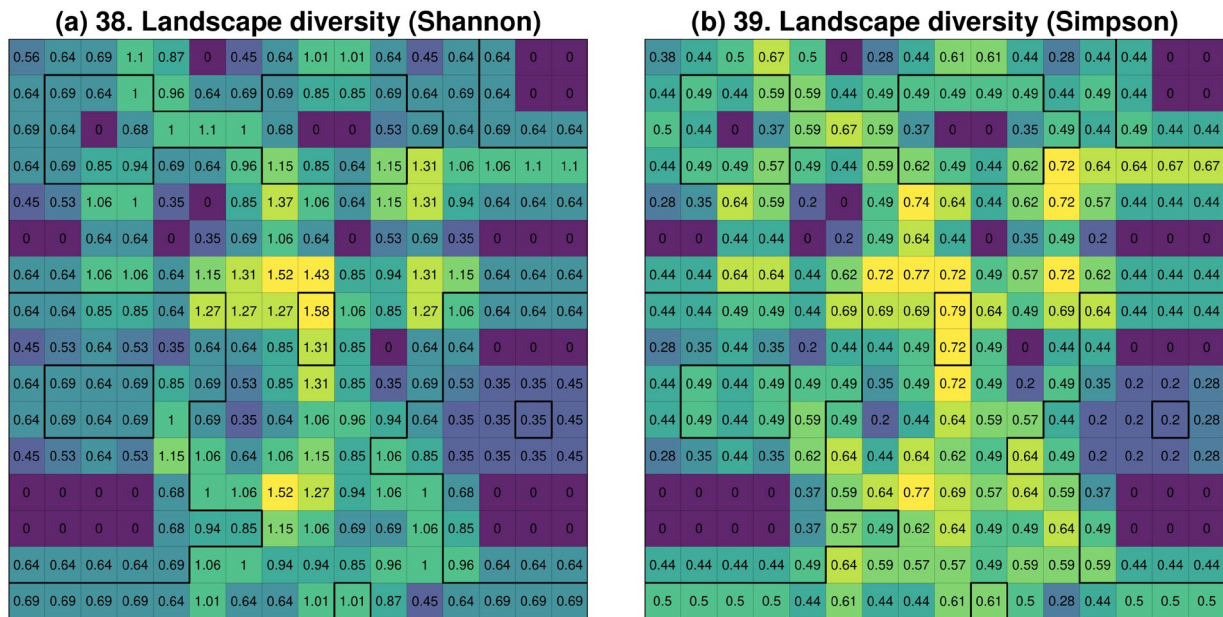 (a) 38. Landscape diversity (Shannon)
0.56 0.64 0.69 1.1 0.87 0 0.45 0.64 1.01 1.01 0.64 0.45 0.64 0.64 0 0
0.64 0.69 0.64 1 0.96 0.64 0.69 0.69 0.85 0.85 0.69 0.64 0.69 0.64 0 0
0.69 0.64 0 0.68 1 1.1 1 0.68 0 0 0.53 0.69 0.64 0.69 0.64 0.64
0.64 0.69 0.85 0.94 0.69 0.64 0.96 1.15 0.85 0.64 1.15 1.31 1.06 1.06 1.1 1.1
0.45 0.53 1.06 1 0.35 0 0.85 1.37 1.06 0.64 1.15 1.31 0.94 0.64 0.64 0.64
0 0 0.64 0.64 0 0.35 0.69 1.06 0.64 0 0.53 0.69 0.35 0 0 0
0.64 0.64 1.06 1.06 0.64 1.15 1.31 1.52 1.43 0.85 0.94 1.31 1.15 0.64 0.64 0.64
0.64 0.64 0.85 0.85 0.64 1.27 1.27 1.27 1.58 1.06 0.85 1.27 1.06 0.64 0.64 0.64
0.45 0.53 0.64 0.53 0.35 0.64 0.64 0.85 1.31 0.85 0 0.64 0.64 0 0 0
0.64 0.69 0.64 0.69 0.85 0.69 0.53 0.85 1.31 0.85 0.35 0.69 0.53 0.35 0.35 0.45
0.64 0.69 0.64 0.69 1 0.69 0.35 0.64 1.06 0.96 0.94 0.64 0.35 0.35 0.35 0.45
0.45 0.53 0.64 0.53 1.15 1.06 0.64 1.06 1.15 0.85 1.06 0.85 0.35 0.35 0.35 0.45
0 0 0 0 0.68 1 1.06 1.52 1.27 0.94 1.06 1 0.68 0 0 0
0 0 0 0 0.68 0.94 0.85 1.15 1.06 0.69 0.69 1.06 0.85 0 0 0
0.64 0.64 0.64 0.64 0.69 1.06 1 0.94 0.94 0.85 0.96 1 0.96 0.64 0.64 0.64
0.69 0.69 0.69 0.69 0.64 1.01 0.64 0.64 1.01 1.01 0.87 0.45 0.64 0.69 0.69 0.69
(b) 39. Landscape diversity (Simpson)
0.38 0.44 0.5 0.67 0.5 0 0.28 0.44 0.61 0.61 0.44 0.28 0.44 0.44 0 0
0.44 0.49 0.44 0.59 0.59 0.44 0.49 0.49 0.49 0.49 0.49 0.44 0.49 0.44 0 0
0.5 0.44 0 0.37 0.59 0.67 0.59 0.37 0 0 0.35 0.49 0.44 0.49 0.44 0.44
0.44 0.49 0.49 0.57 0.49 0.44 0.59 0.62 0.49 0.44 0.62 0.72 0.64 0.64 0.67 0.67
0.28 0.35 0.64 0.59 0.2 0 0.49 0.74 0.64 0.44 0.62 0.72 0.57 0.44 0.44 0.44
0 0 0.44 0.44 0 0.2 0.49 0.64 0.44 0 0.35 0.49 0.2 0 0 0
0.44 0.44 0.64 0.64 0.44 0.62 0.72 0.77 0.72 0.49 0.57 0.72 0.62 0.44 0.44 0.44
0.44 0.44 0.49 0.49 0.44 0.69 0.69 0.69 0.79 0.64 0.49 0.69 0.64 0.44 0.44 0.44
0.28 0.35 0.44 0.35 0.2 0.44 0.44 0.49 0.72 0.49 0 0.44 0.44 0 0 0
0.44 0.49 0.44 0.49 0.49 0.49 0.35 0.49 0.72 0.49 0.2 0.49 0.35 0.2 0.2 0.28
0.44 0.49 0.44 0.49 0.59 0.49 0.2 0.44 0.64 0.59 0.57 0.44 0.2 0.2 0.2 0.28
0.28 0.35 0.44 0.35 0.62 0.64 0.44 0.64 0.62 0.49 0.64 0.49 0.2 0.2 0.2 0.28
0 0 0 0 0.37 0.59 0.64 0.77 0.69 0.57 0.64 0.59 0.37 0 0 0
0 0 0 0 0.37 0.57 0.49 0.62 0.64 0.49 0.49 0.64 0.49 0 0 0
0.44 0.44 0.44 0.44 0.49 0.64 0.59 0.57 0.57 0.49 0.59 0.59 0.59 0.44 0.44 0.44
0.5 0.5 0.5 0.5 0.44 0.61 0.44 0.44 0.61 0.61 0.5 0.28 0.44 0.5 0.5 0.5